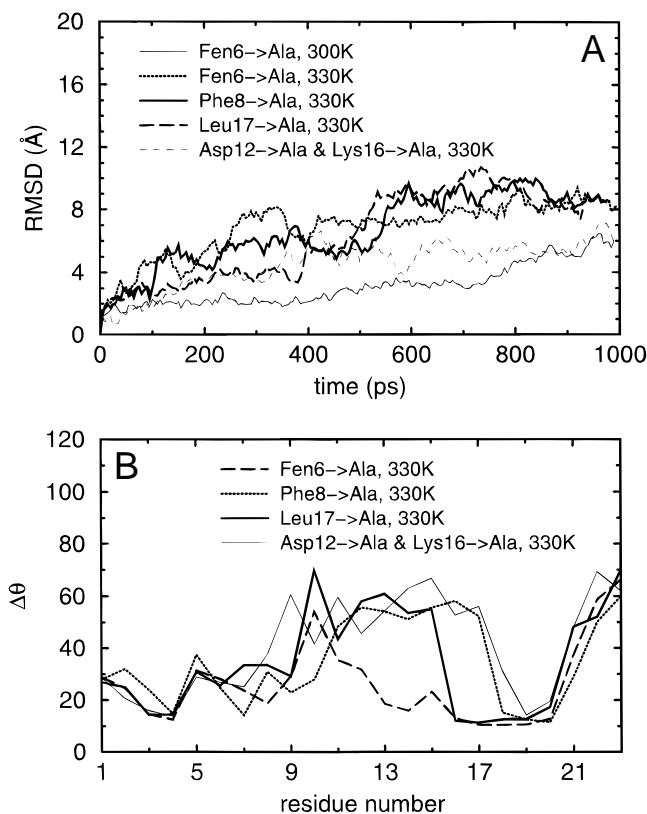 A
20
16
12
8
4
0
RMSD (Å)
Fen6->Ala, 300K
Fen6->Ala, 330K
Phe8->Ala, 330K
Leu17->Ala, 330K
Asp12->Ala & Lys16->Ala, 330K
0 200 400 600 800 1000
time (ps)
B
120
100
80
60
40
20
0
Δθ
Fen6->Ala, 330K
Phe8->Ala, 330K
Leu17->Ala, 330K
Asp12->Ala & Lys16->Ala, 330K
1 5 9 13 17 21
residue number